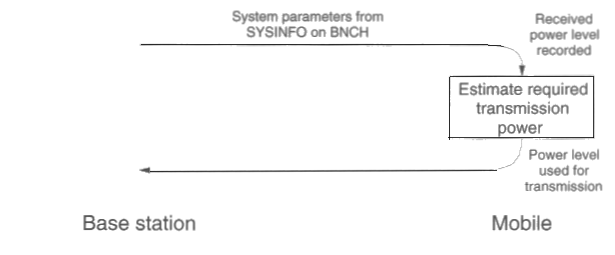 System parameters from
SYSINFO on BNCH
Received
power level
recorded
Estimate required
transmission
power
Power level
used for
transmission
Base station
Mobile